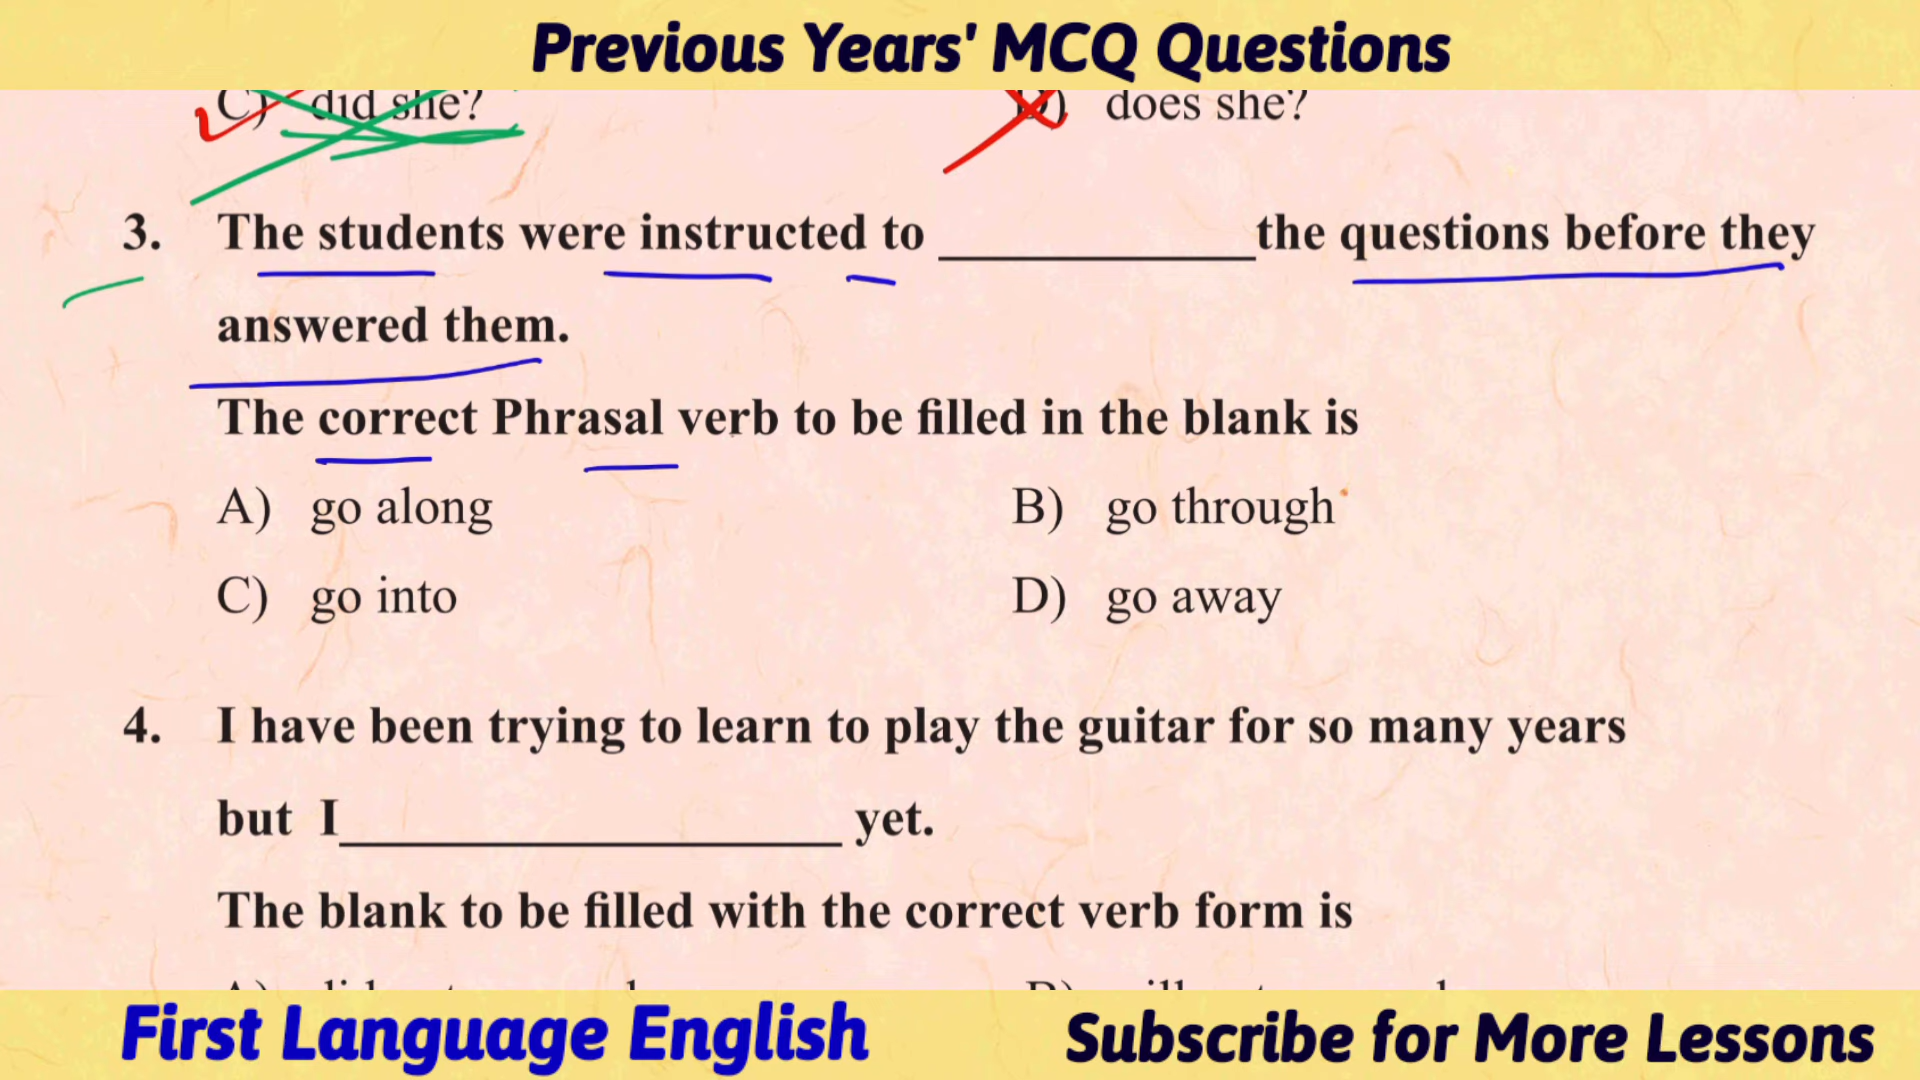 Previous Years' MCQ Questions
C) did she? D) does she?
3. The students were instructed to ____________ the questions before they
answered them.
The correct Phrasal verb to be filled in the blank is
A) go along B) go through
C) go into D) go away
4. I have been trying to learn to play the guitar for so many years
but I____________________ yet.
The blank to be filled with the correct verb form is
First Language English Subscribe for More Lessons